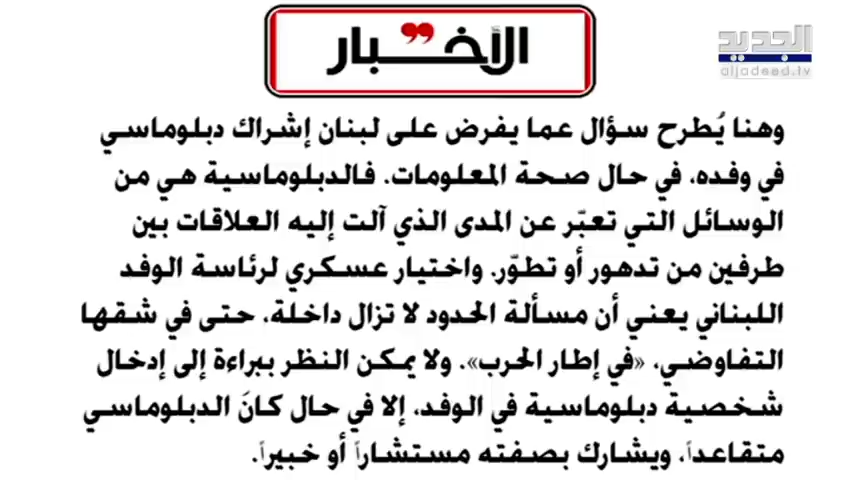 الأخبار
الجديد
aljadeed.tv
وهنا يُطرح سؤال عما يفرض على لبنان إشراك دبلوماسي
في وفده، في حال صحة المعلومات. فالدبلوماسية هي من
الوسائل التي تعبّر عن المدى الذي آلت إليه العلاقات بين
طرفين من تدهور أو تطوّر. واختيار عسكري لرئاسة الوفد
اللبناني يعني أن مسألة الحدود لا تزال داخلة، حتى في شقها
التفاوضي، «في إطار الحرب». ولا يمكن النظر ببراءة إلى إدخال
شخصية دبلوماسية في الوفد، إلا في حال كانَ الدبلوماسي
متقاعداً، ويشارك بصفته مستشاراً أو خبيراً.